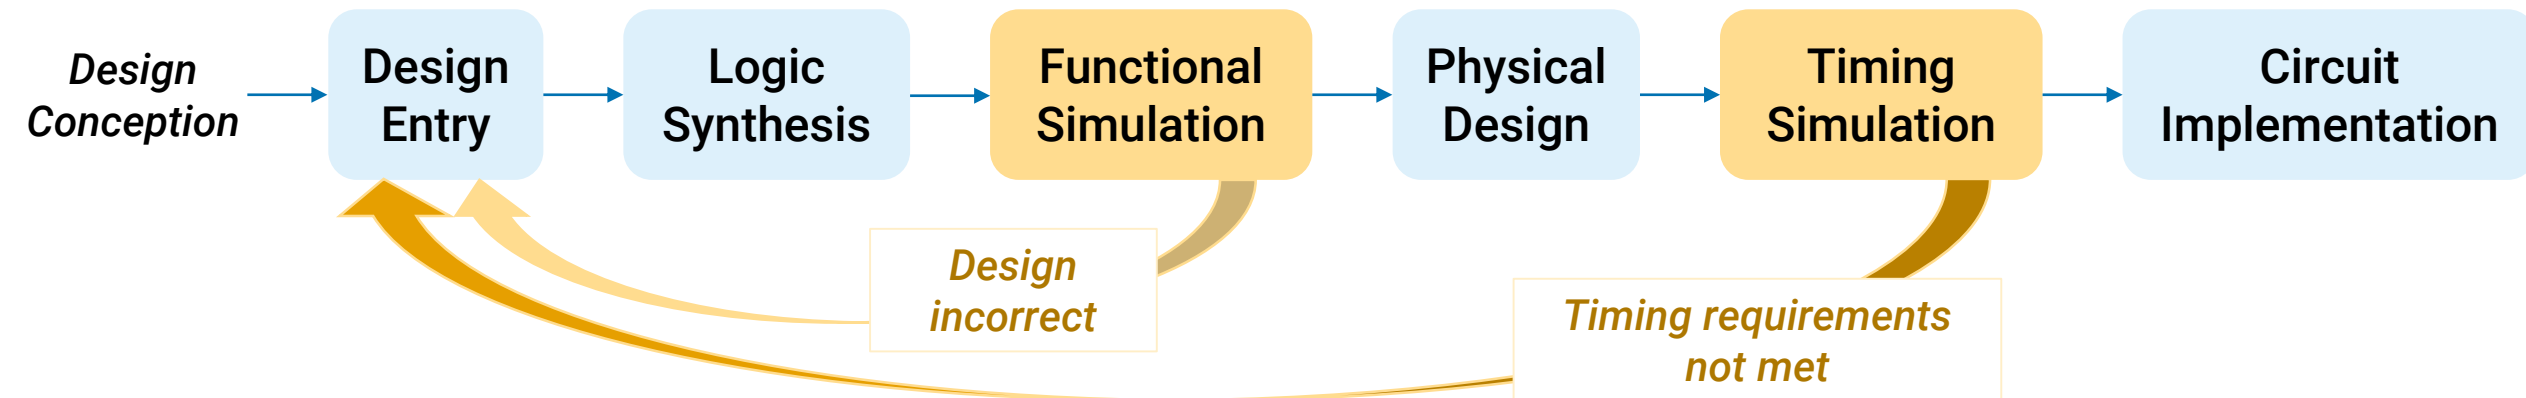 Design
Conception
Design
Entry
Logic
Synthesis
Functional
Simulation
Physical
Design
Timing
Simulation
Circuit
Implementation
Design
incorrect
Timing requirements
not met